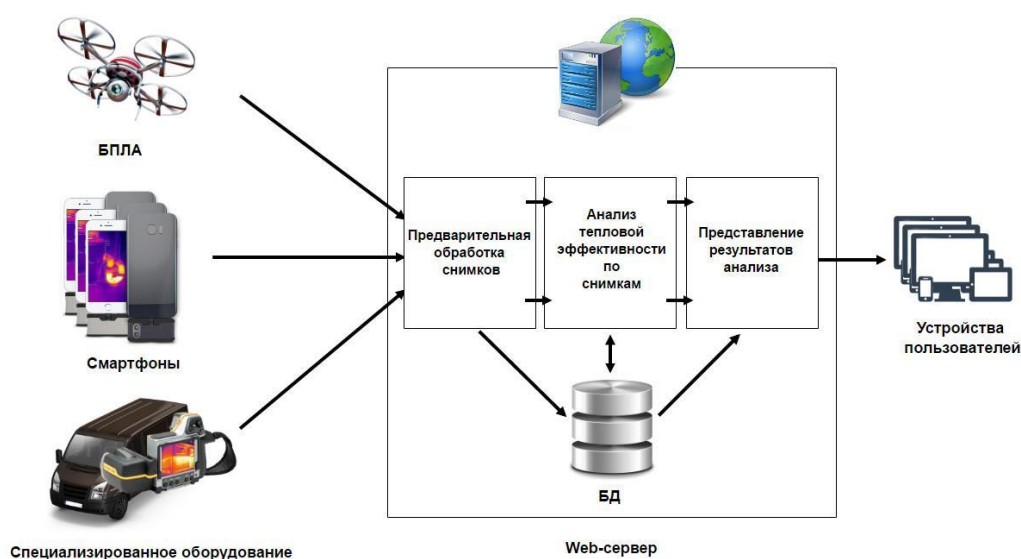 БПЛА
Смартфоны
Специализированное оборудование
Предварительная
обработка
снимков
Анализ
тепловой
эффективности
по
снимкам
Представление
результатов
анализа
БД
Web-сервер
Устройства
пользователей